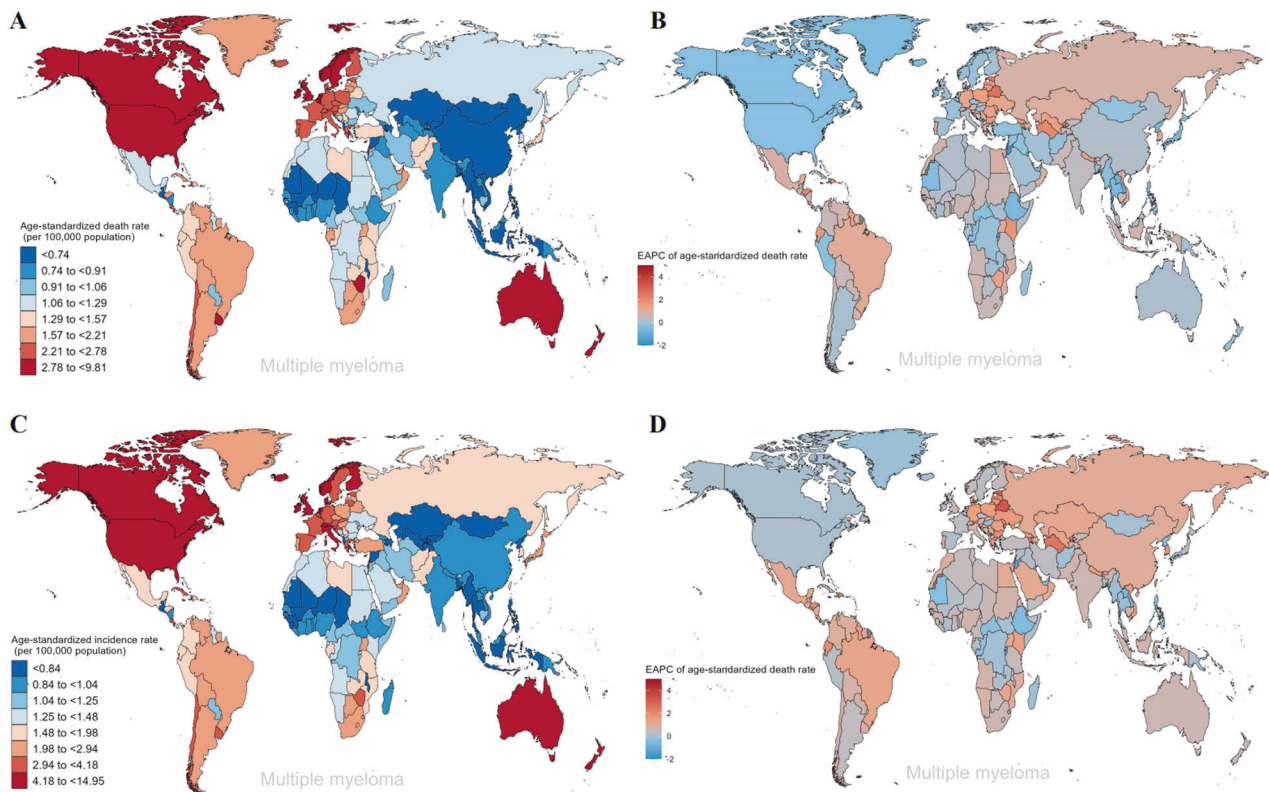 A
B
Age-standardized death rate
(per 100,000 population)
<0.74
0.74 to <0.91
0.91 to <1.06
1.06 to <1.29
1.29 to <1.57
1.57 to <2.21
2.21 to <2.78
2.78 to <9.81
Multiple myeloma
EAPC of age-staridardized death rate
4
2
0
-2
Multiple myeloma
C
D
Age-standardized incidence rate
(per 100,000 population)
<0.84
0.84 to <1.04
1.04 to <1.25
1.25 to <1.48
1.48 to <1.98
1.98 to <2.94
2.94 to <4.18
4.18 to <14.95
Multiple myeloma
EAPC of age-staridardized death rate
4
2
0
-2
Multiple myeloma